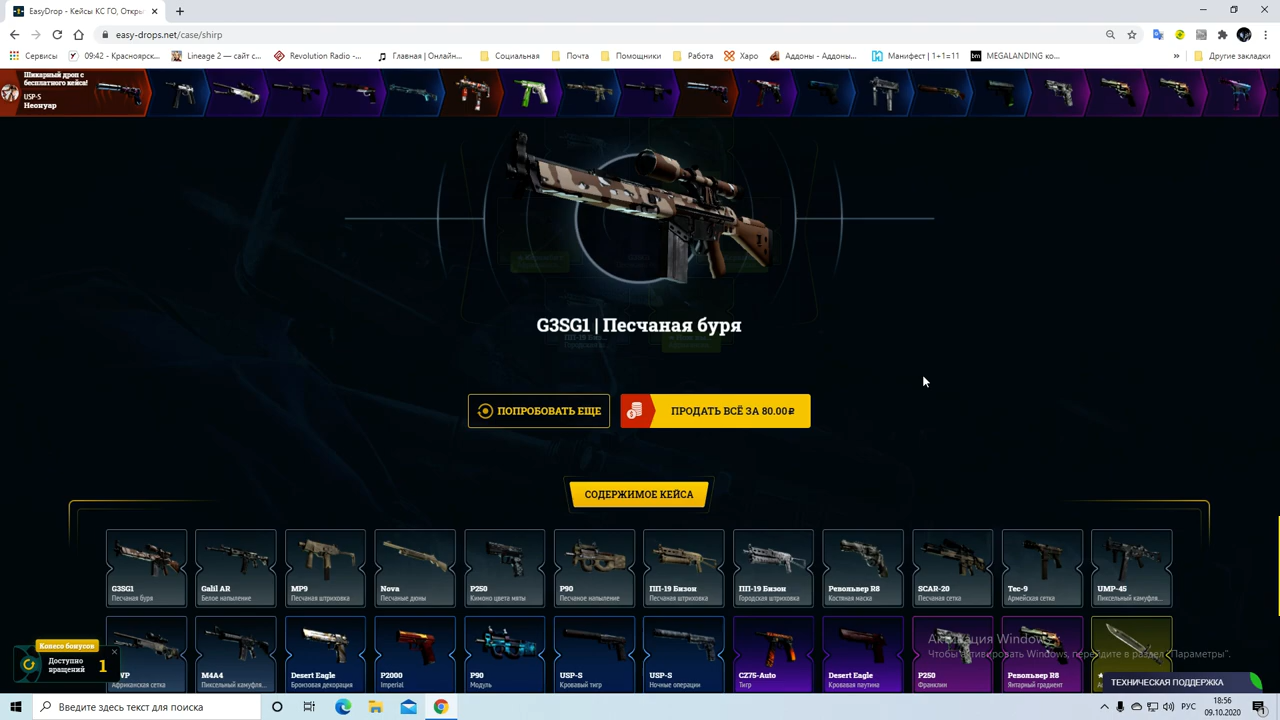 EasyDrop - Кейсы КС ГО, Откры
easy-drops.net/case/shirp
Сервисы
09:42 - Красноярск...
Lineage 2 — сайт с...
Revolution Radio -...
Главная | Онлайн...
Социальная
Почта
Помощники
Работа
Харо
Аддоны - Аддоны...
Манифест | 1+1=11
MEGALANDING ко...
»
Другие закладки
Шикарный дроп с
бесплатного кейса!
USP-S
Неонуар
G3SG1 | Песчаная буря
ПОПРОБОВАТЬ ЕЩЕ
ПРОДАТЬ ВСЁ ЗА 80.00₽
СОДЕРЖИМОЕ КЕЙСА
G3SG1
Песчаная буря
Galil AR
Белое напыление
MP9
Песчаная штриховка
Nova
Песчаные дюны
P250
Кимоно цвета мяты
P90
Песчаное напыление
ПП-19 Бизон
Песчаная штриховка
ПП-19 Бизон
Городская штриховка
Револьвер R8
Костяная маска
SCAR-20
Песчаная сетка
Tec-9
Армейская сетка
UMP-45
Пиксельный камуфля...
Африканская сетка
M4A4
Пиксельный камуфля...
Desert Eagle
Бронзовая декорация
P2000
Imperial
P90
Модуль
USP-S
Кровавый тигр
USP-S
Ночные операции
CZ75-Auto
Тигр
Desert Eagle
Кровавая паутина
P250
Франклин
Револьвер R8
Янтарный градиент
Колесо бонусов
Доступно
вращений
1
Активация Windows
Чтобы активировать Windows, перейдите в раздел "Параметры".
ТЕХНИЧЕСКАЯ ПОДДЕРЖКА
Введите здесь текст для поиска
РУС
18:56
09.10.2020